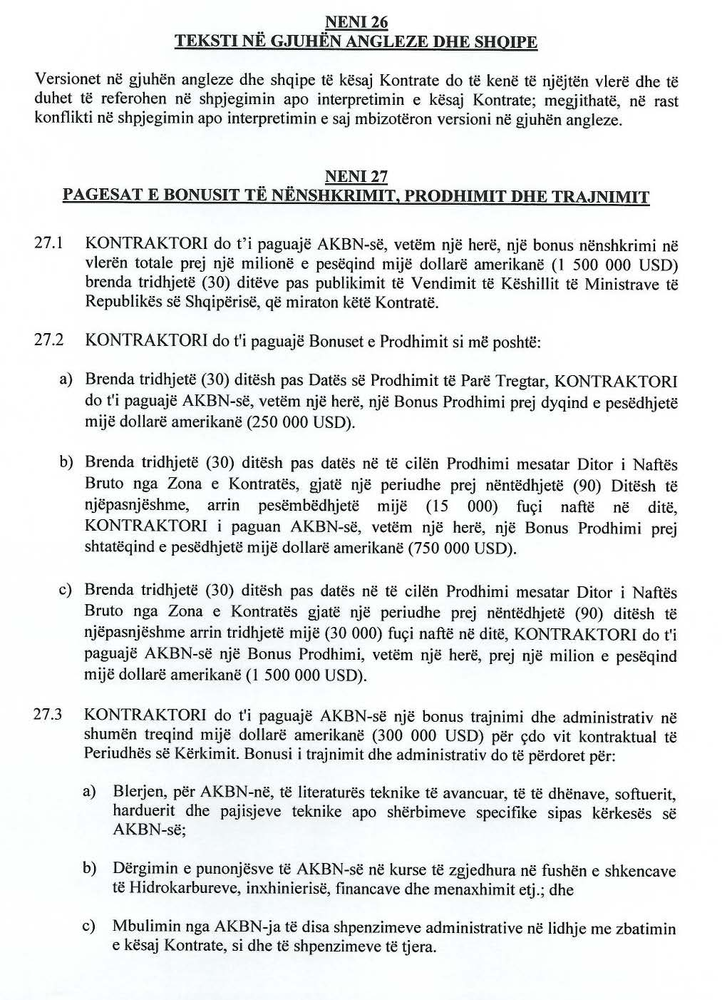 NENI 26
TEKSTI NË GJUHËN ANGLEZE DHE SHQIPE
Versionet në gjuhën angleze dhe shqipe të kësaj Kontrate do të kenë të njëjtën vlerë dhe të
duhet të referohen në shpjegimin apo interpretimin e kësaj Kontrate; megjithatë, në rast
konflikti në shpjegimin apo interpretimin e saj mbizotëron versioni në gjuhën angleze.
NENI 27
PAGESAT E BONUSIT TË NËNSHKRIMIT, PRODHIMIT DHE TRAJNIMIT
27.1 KONTRAKTORI do t’i paguajë AKBN-së, vetëm një herë, një bonus nënshkrimi në
vlerën totale prej një milionë e pesëqind mijë dollarë amerikanë (1 500 000 USD)
brenda tridhjetë (30) ditëve pas publikimit të Vendimit të Këshillit të Ministrave të
Republikës së Shqipërisë, që miraton këtë Kontratë.
27.2 KONTRAKTORI do t'i paguajë Bonuset e Prodhimit si më poshtë:
a) Brenda tridhjetë (30) ditësh pas Datës së Prodhimit të Parë Tregtar, KONTRAKTORI
do t'i paguajë AKBN-së, vetëm një herë, një Bonus Prodhimi prej dyqind e pesëdhjetë
mijë dollarë amerikanë (250 000 USD).
b) Brenda tridhjetë (30) ditësh pas datës në të cilën Prodhimi mesatar Ditor i Naftës
Bruto nga Zona e Kontratës, gjatë një periudhe prej nëntëdhjetë (90) Ditësh të
njëpasnjëshme, arrin pesëmbëdhjetë mijë (15 000) fuçi naftë në ditë,
KONTRAKTORI i paguan AKBN-së, vetëm një herë, një Bonus Prodhimi prej
shtatëqind e pesëdhjetë mijë dollarë amerikanë (750 000 USD).
c) Brenda tridhjetë (30) ditësh pas datës në të cilën Prodhimi mesatar Ditor i Naftës
Bruto nga Zona e Kontratës gjatë një periudhe prej nëntëdhjetë (90) ditësh të
njëpasnjëshme arrin tridhjetë mijë (30 000) fuçi naftë në ditë, KONTRAKTORI do t'i
paguajë AKBN-së një Bonus Prodhimi, vetëm një herë, prej një milion e pesëqind
mijë dollarë amerikanë (1 500 000 USD).
27.3 KONTRAKTORI do t'i paguajë AKBN-së një bonus trajnimi dhe administrativ në
shumën treqind mijë dollarë amerikanë (300 000 USD) për çdo vit kontraktual të
Periudhës së Kërkimit. Bonusi i trajnimit dhe administrativ do të përdoret për:
a) Blerjen, për AKBN-në, të literaturës teknike të avancuar, të të dhënave, softuerit,
harduerit dhe pajisjeve teknike apo shërbimeve specifike sipas kërkesës së
AKBN-së;
b) Dërgimin e punonjësve të AKBN-së në kurse të zgjedhura në fushën e shkencave
të Hidrokarbureve, inxhinierisë, financave dhe menaxhimit etj.; dhe
c) Mbulimin nga AKBN-ja të disa shpenzimeve administrative në lidhje me zbatimin
e kësaj Kontrate, si dhe të shpenzimeve të tjera.